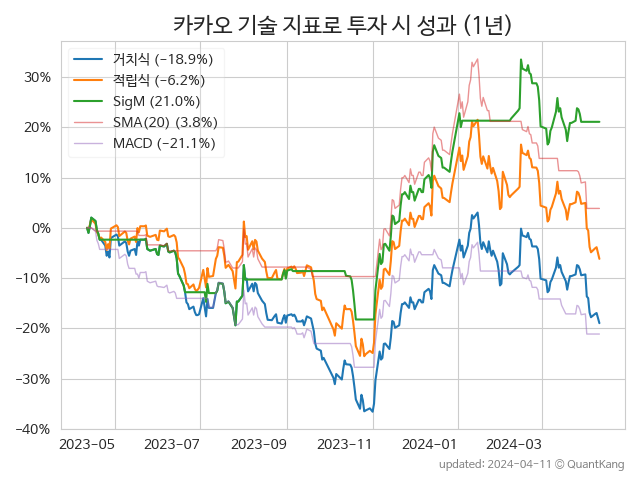 카카오 기술 지표로 투자 시 성과 (1년)
거치식 (−18.9%)
적립식 (−6.2%)
SigM (21.0%)
SMA(20) (3.8%)
MACD (−21.1%)
30%
20%
10%
0%
−10%
−20%
−30%
−40%
2023-05 2023-07 2023-09 2023-11 2024-01 2024-03
updated: 2024-04-11 © QuantKang